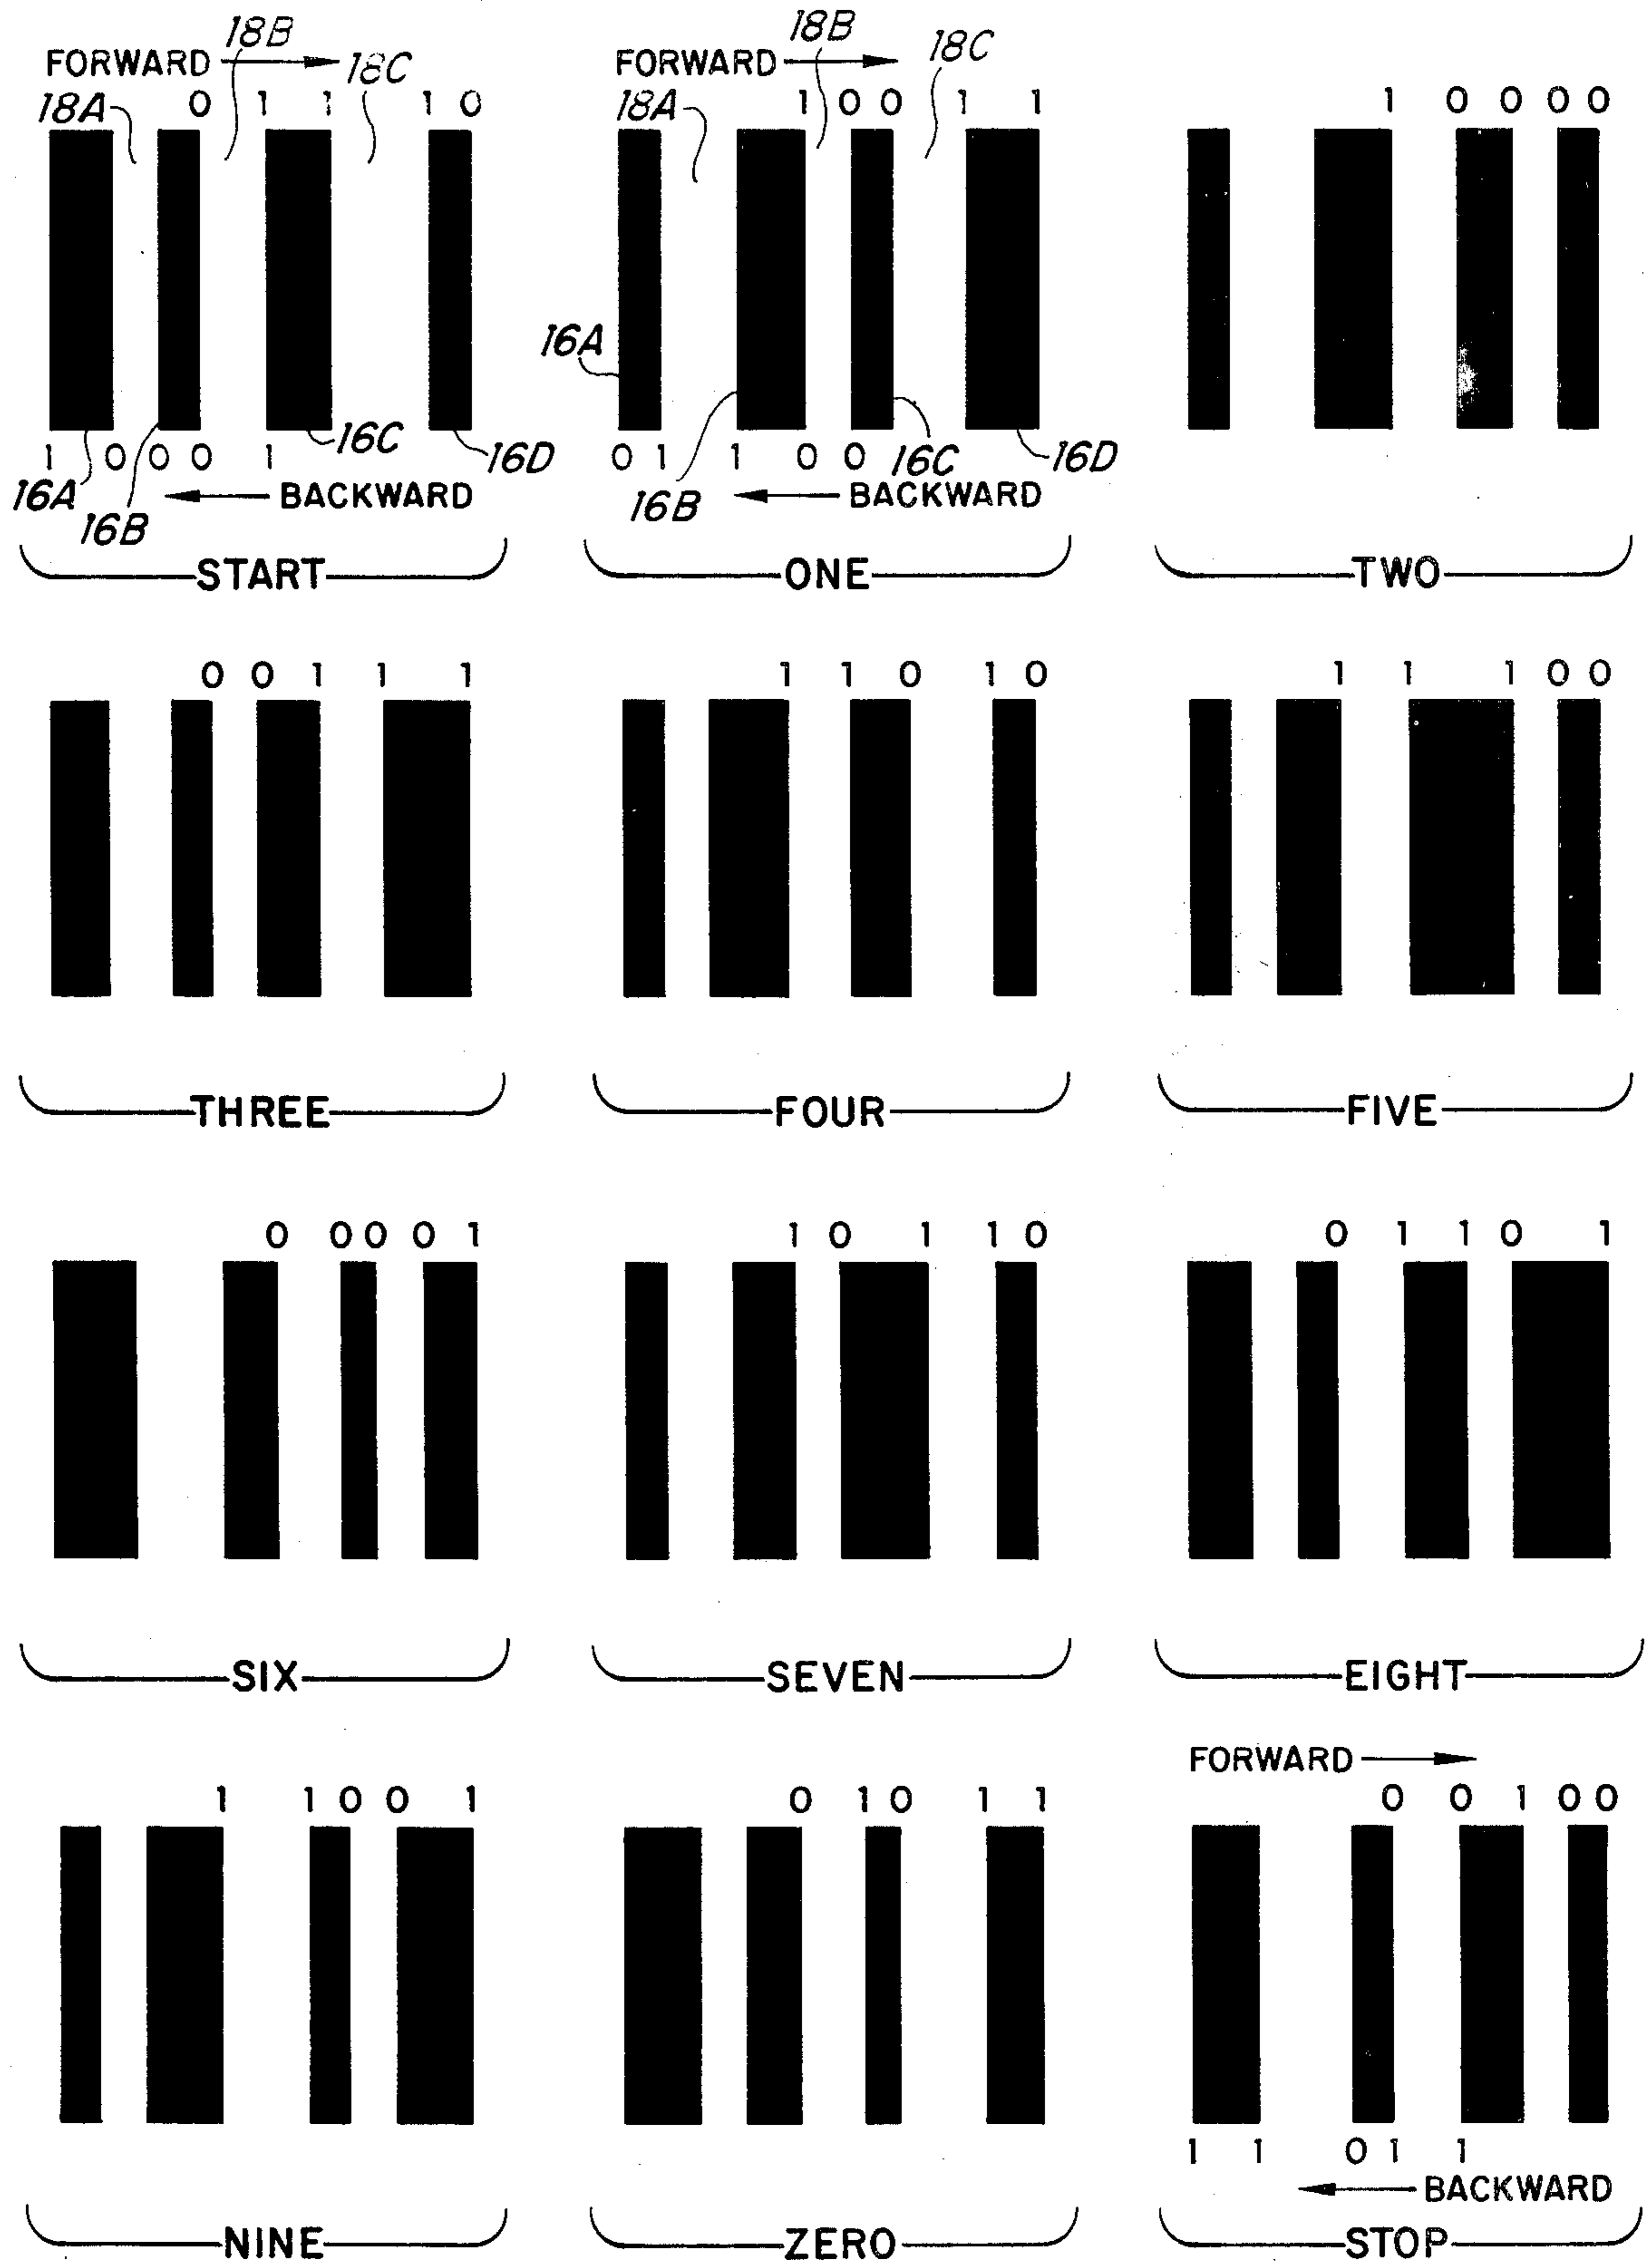 18B 18B
FORWARD 18C FORWARD 18C
18A 0 1 1 1 0 18A 1 0 0 1 1 1 0 0 0 0
16A
16C 16C 16D
1 0 0 0 1 16D 0 1 1 0 0
16A 16B BACKWARD 16B BACKWARD
START ONE TWO
0 0 1 1 1 1 1 0 1 0 1 1 1 0 0
THREE FOUR FIVE
0 0 0 0 1 1 0 1 1 0 0 1 1 0 1
SIX SEVEN EIGHT
FORWARD
1 1 0 0 1 0 1 0 1 1 0 0 1 0 0
1 1 0 1 1
BACKWARD
NINE ZERO STOP